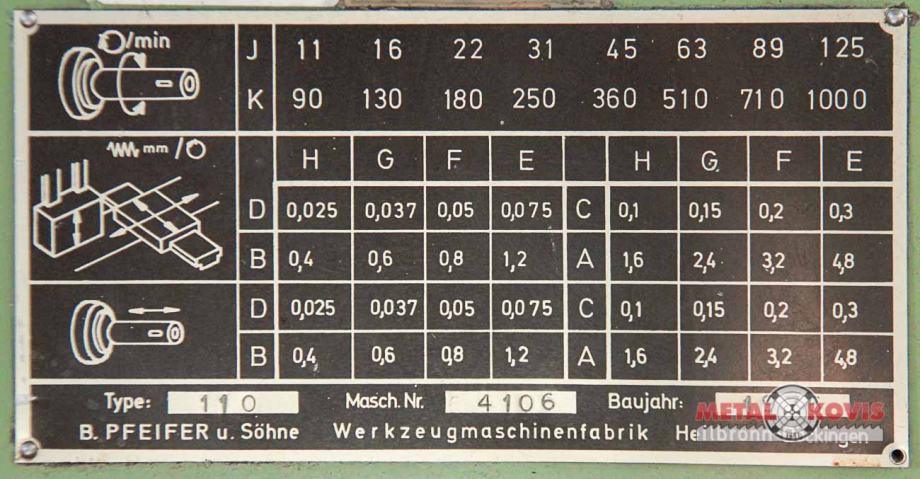 /min J 11 16 22 31 45 63 89 125
K 90 130 180 250 360 510 710 1000
mm/ H G F E H G F E
D 0,025 0,037 0,05 0,075 C 0,1 0,15 0,2 0,3
B 0,4 0,6 0,8 1,2 A 1,6 2,4 3,2 4,8
D 0,025 0,037 0,05 0,075 C 0,1 0,15 0,2 0,3
B 0,4 0,6 0,8 1,2 A 1,6 2,4 3,2 4,8
Type: 110 Masch. Nr. 4106 Baujahr:
METAL KOVIS
B. PFEIFER u. Söhne Werkzeugmaschinenfabrik Heilbronn